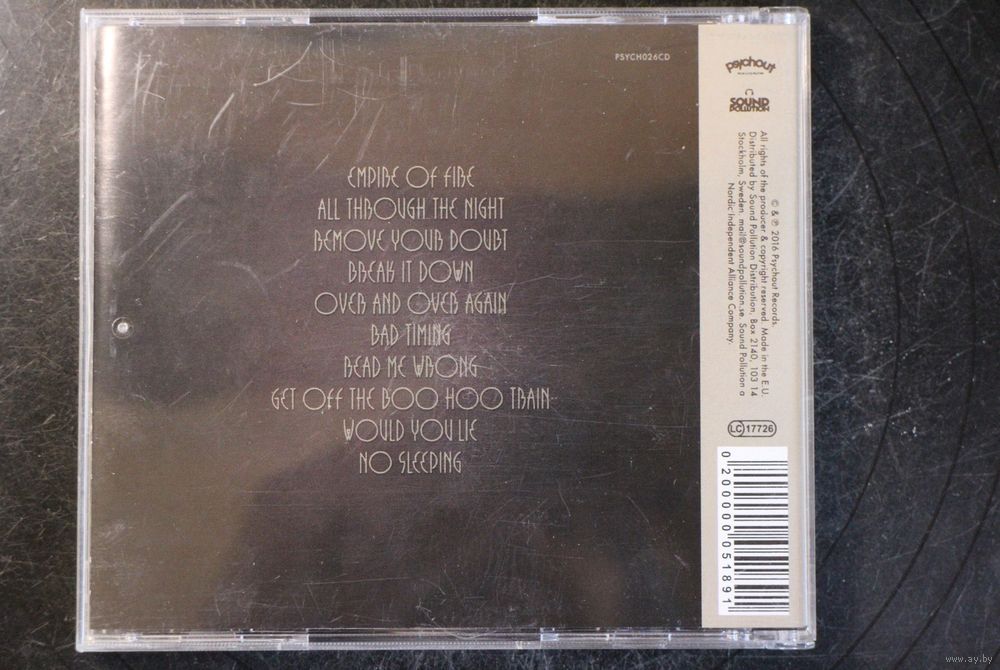 PSYCH026CD
EMPIRE OF FIRE
ALL THROUGH THE NIGHT
REMOVE YOUR DOUBT
BREAK IT DOWN
OVER AND OVER AGAIN
BAD TIMING
READ ME WRONG
GET OFF THE BOO HOO TRAIN
WOULD YOU LIE
NO SLEEPING
psychout
SOUND
POLLUTION
© & ℗ 2016 Psychout Records.
All rights of the producer & copyright reserved. Made in the E.U.
Distributed by Sound Pollution Distribution, Box 2140, 103 14
Stockholm, Sweden. mail@soundpollution.se. Sound Pollution a
Nordic Independent Alliance Company.
LC 17726
0 200000 051891
www.ay.by